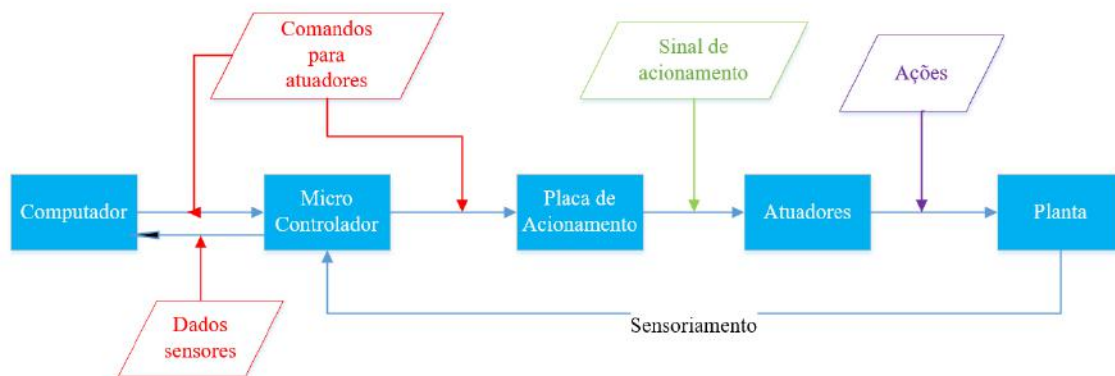 Comandos
para
atuadores
Sinal de
acionamento
Ações
Computador
Micro
Controlador
Placa de
Acionamento
Atuadores
Planta
Dados
sensores
Sensoriamento